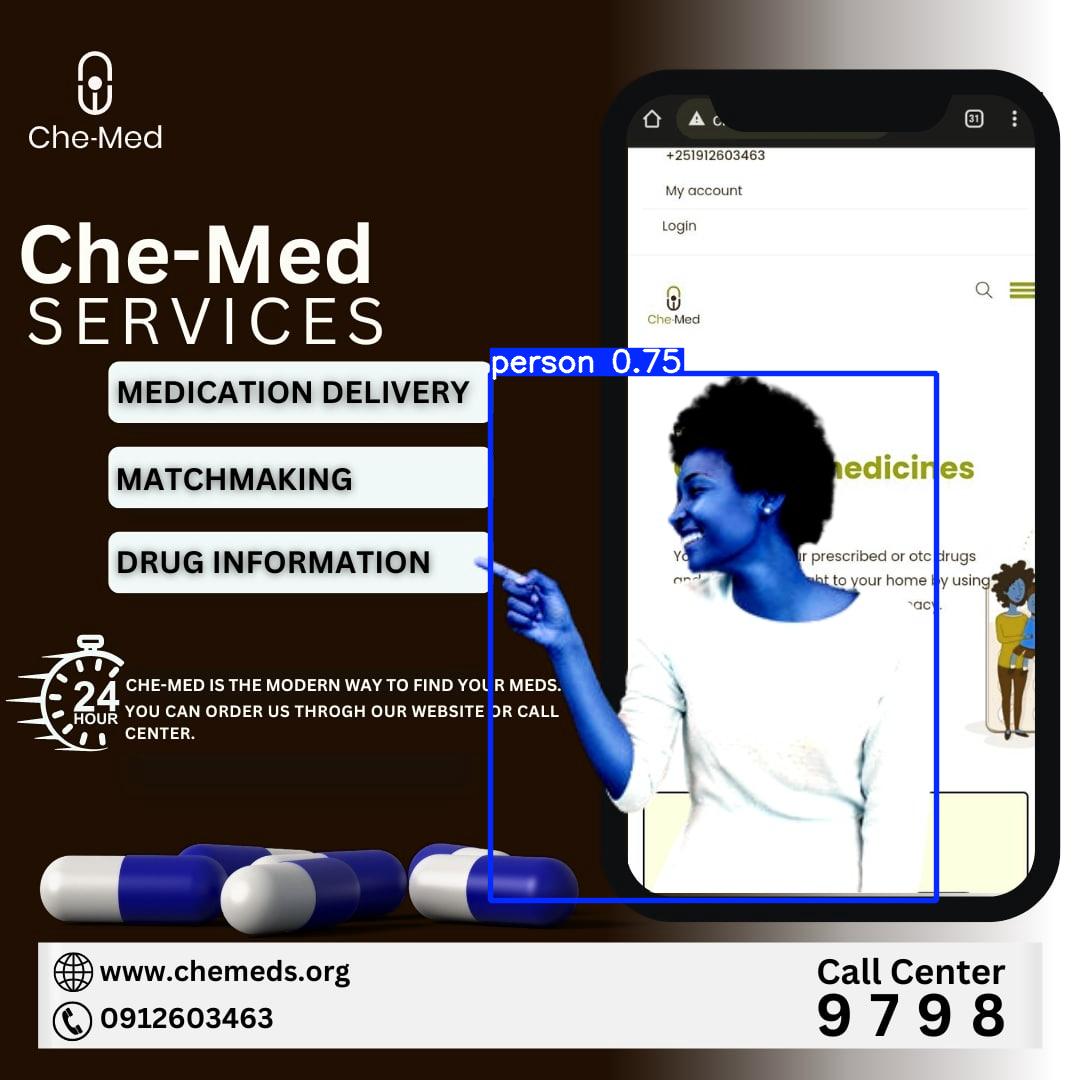 Che-Med
Che-Med
SERVICES
MEDICATION DELIVERY
MATCHMAKING
DRUG INFORMATION
24
HOUR
CHE-MED IS THE MODERN WAY TO FIND YOUR MEDS.
YOU CAN ORDER US THROGH OUR WEBSITE OR CALL
CENTER.
person 0.75
31
+251912603463
My account
Login
Che-Med
prescribed or otc drugs
to your home by using
www.chemeds.org
0912603463
Call Center
9798